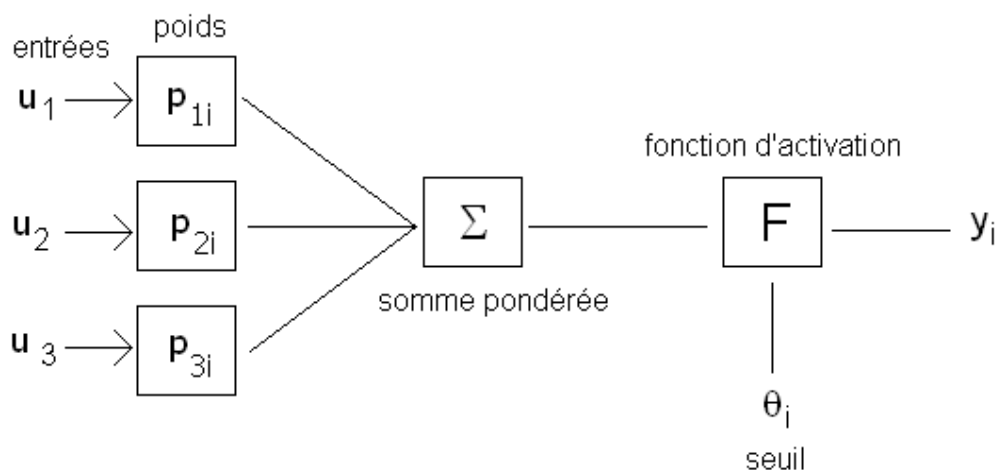 entrées
poids
u1
p1i
u2
p2i
u3
p3i
Σ
somme pondérée
fonction d'activation
F
yi
θi
seuil